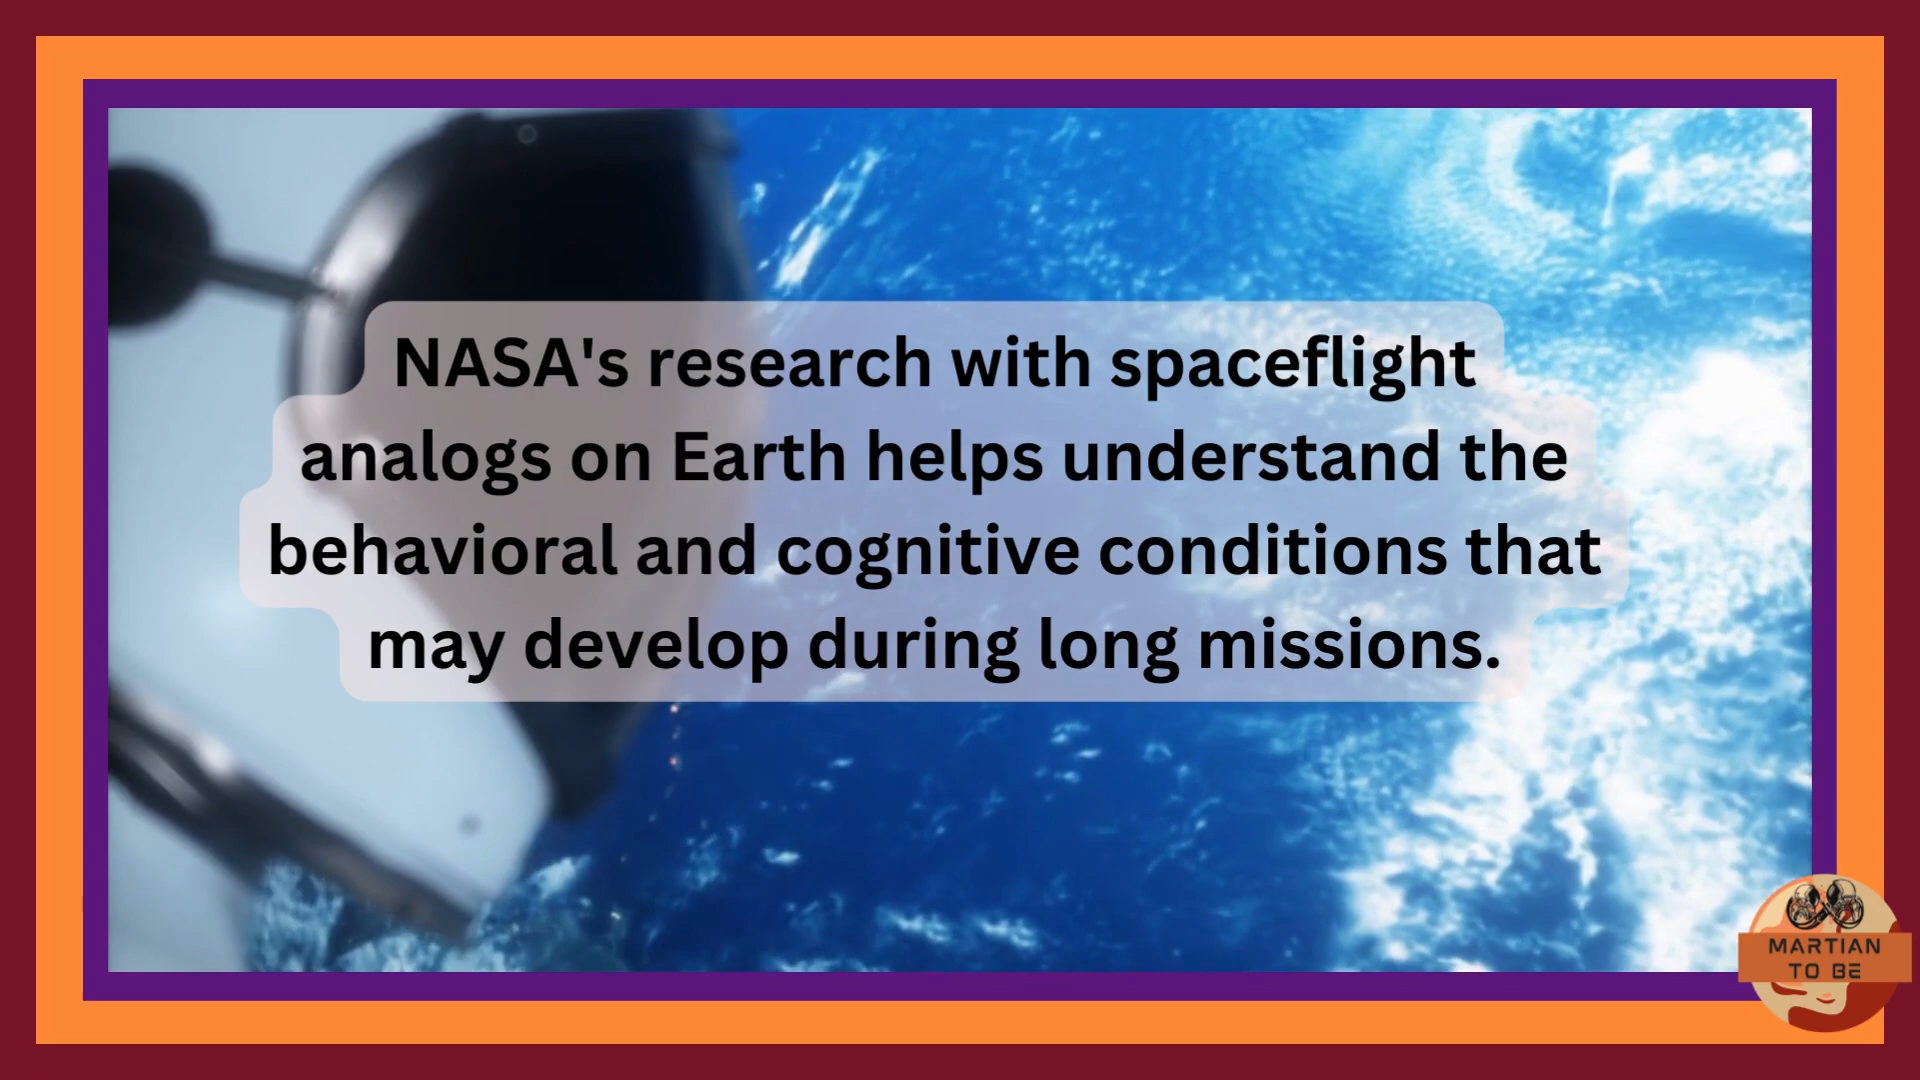 NASA's research with spaceflight
analogs on Earth helps understand the
behavioral and cognitive conditions that
may develop during long missions.
MARTIAN
TO BE